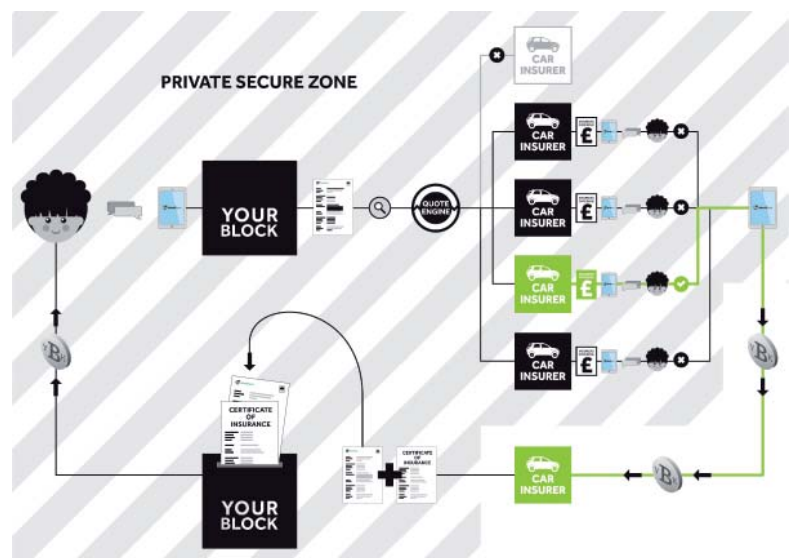 PRIVATE SECURE ZONE
CAR
INSURER
CAR
INSURER
£
YOUR
BLOCK
QUOTE
ENGINE
CAR
INSURER
£
CAR
INSURER
£
CAR
INSURER
£
B
B
CERTIFICATE
OF
INSURANCE
YOUR
BLOCK
CERTIFICATE
OF
INSURANCE
CAR
INSURER
B